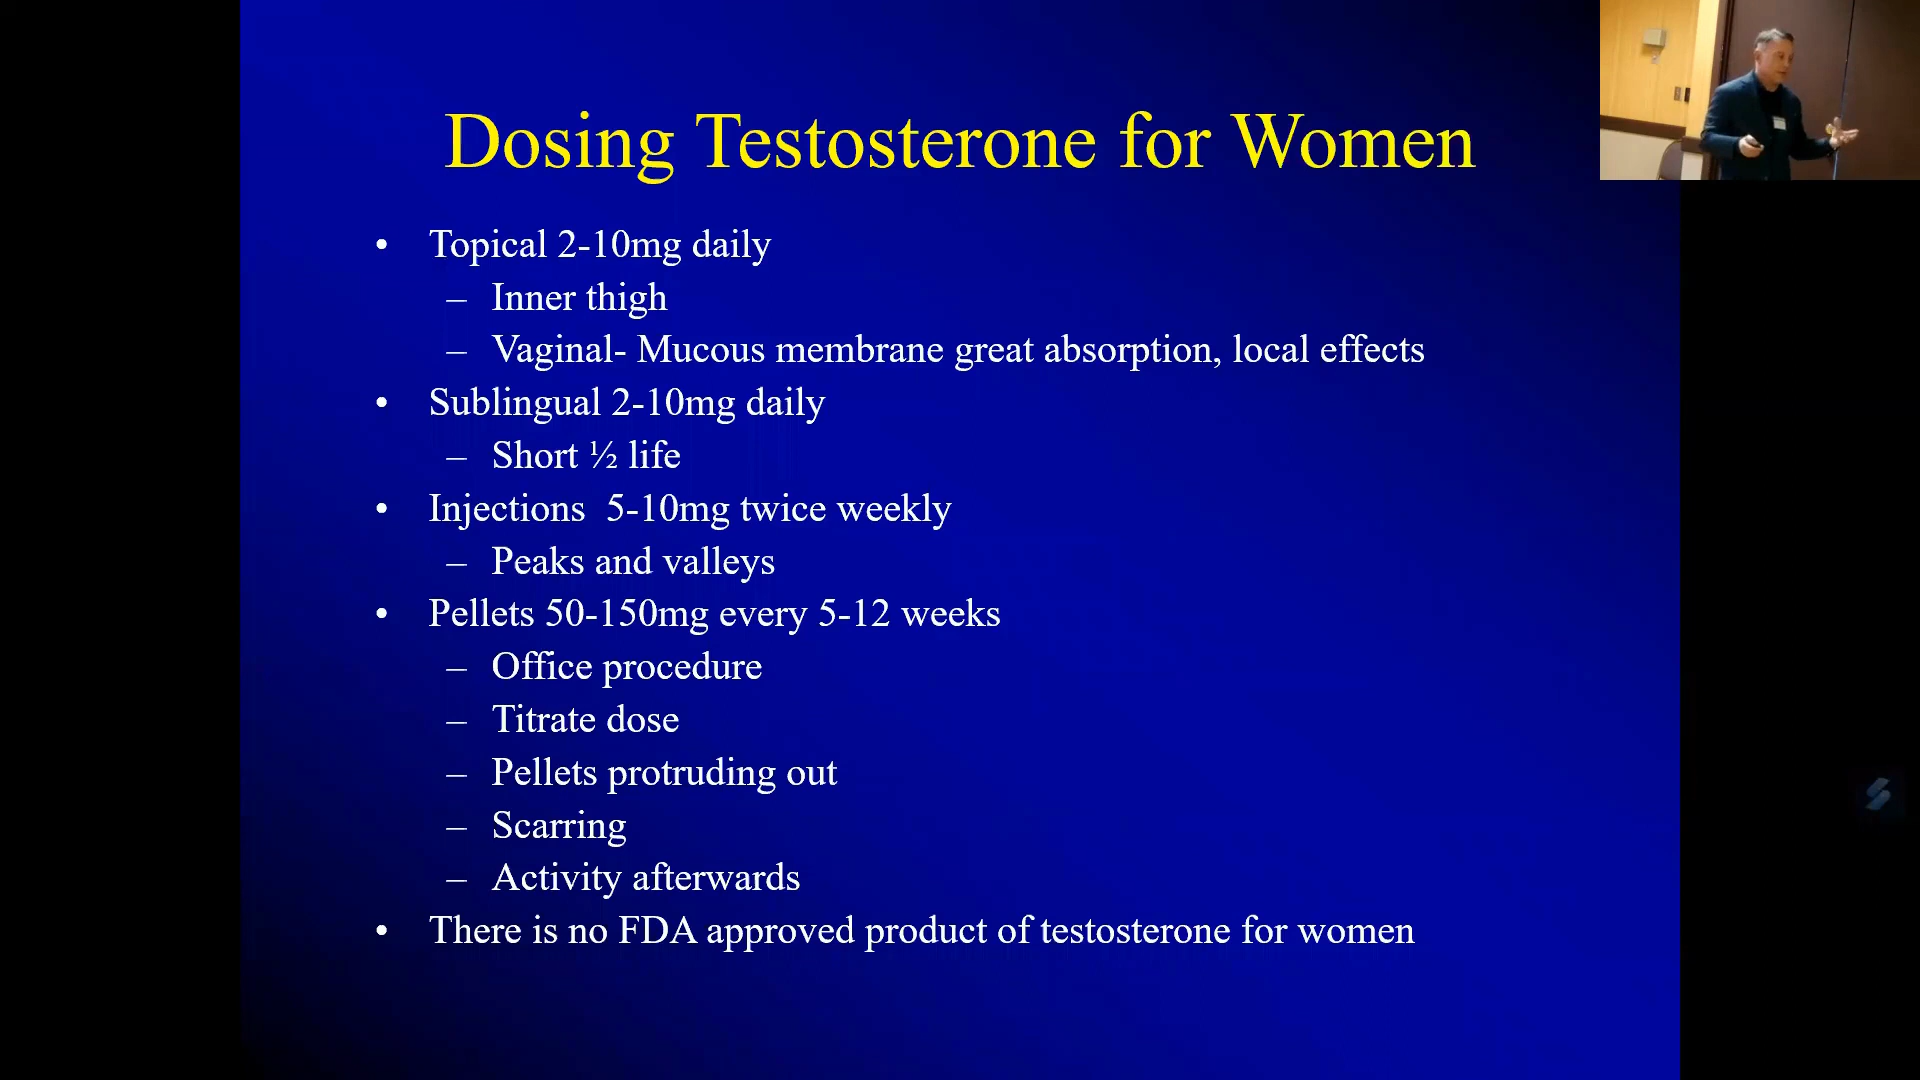 Dosing Testosterone for Women
• Topical 2-10mg daily
– Inner thigh
– Vaginal- Mucous membrane great absorption, local effects
• Sublingual 2-10mg daily
– Short ½ life
• Injections  5-10mg twice weekly
– Peaks and valleys
• Pellets 50-150mg every 5-12 weeks
– Office procedure
– Titrate dose
– Pellets protruding out
– Scarring
– Activity afterwards
• There is no FDA approved product of testosterone for women